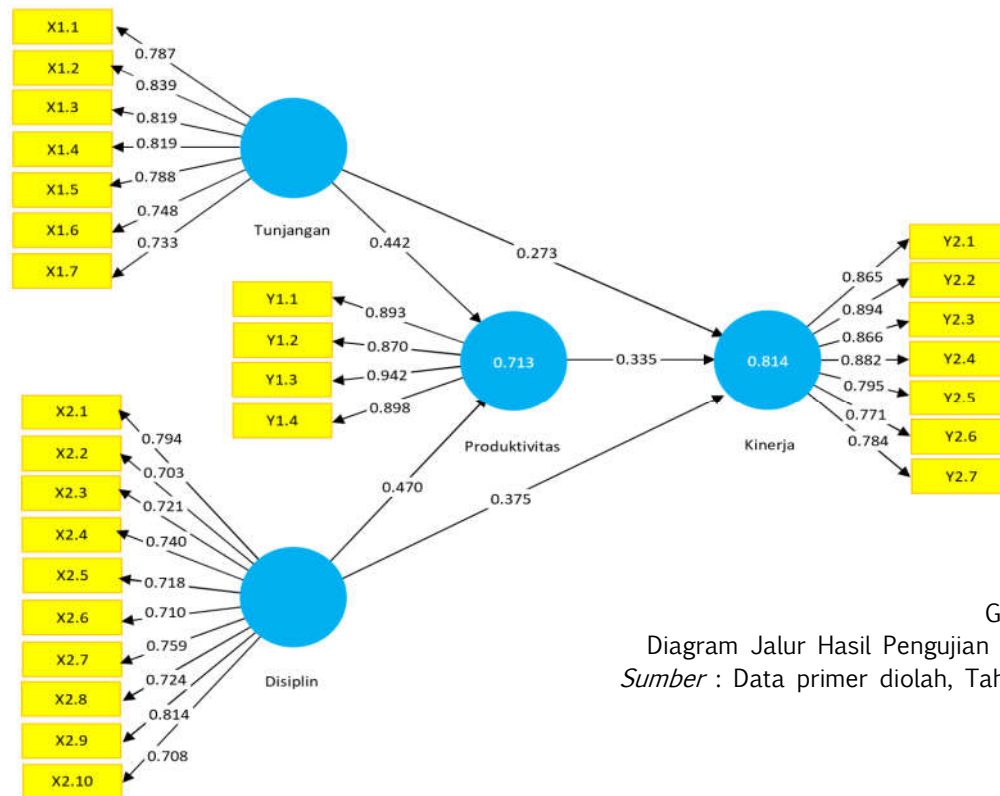 X1.1
X1.2
X1.3
X1.4
X1.5
X1.6
X1.7
0.787
0.839
0.819
0.819
0.788
0.748
0.733
Tunjangan
0.442
0.273
Y1.1
Y1.2
Y1.3
Y1.4
0.893
0.870
0.942
0.898
0.713
Produktivitas
0.335
0.814
Kinerja
0.865
0.894
0.866
0.882
0.795
0.771
0.784
Y2.1
Y2.2
Y2.3
Y2.4
Y2.5
Y2.6
Y2.7
X2.1
X2.2
X2.3
X2.4
X2.5
X2.6
X2.7
X2.8
X2.9
X2.10
0.794
0.703
0.721
0.740
0.718
0.710
0.759
0.724
0.814
0.708
Disiplin
0.470
0.375
G
Diagram Jalur Hasil Pengujian
Sumber : Data primer diolah, Tah